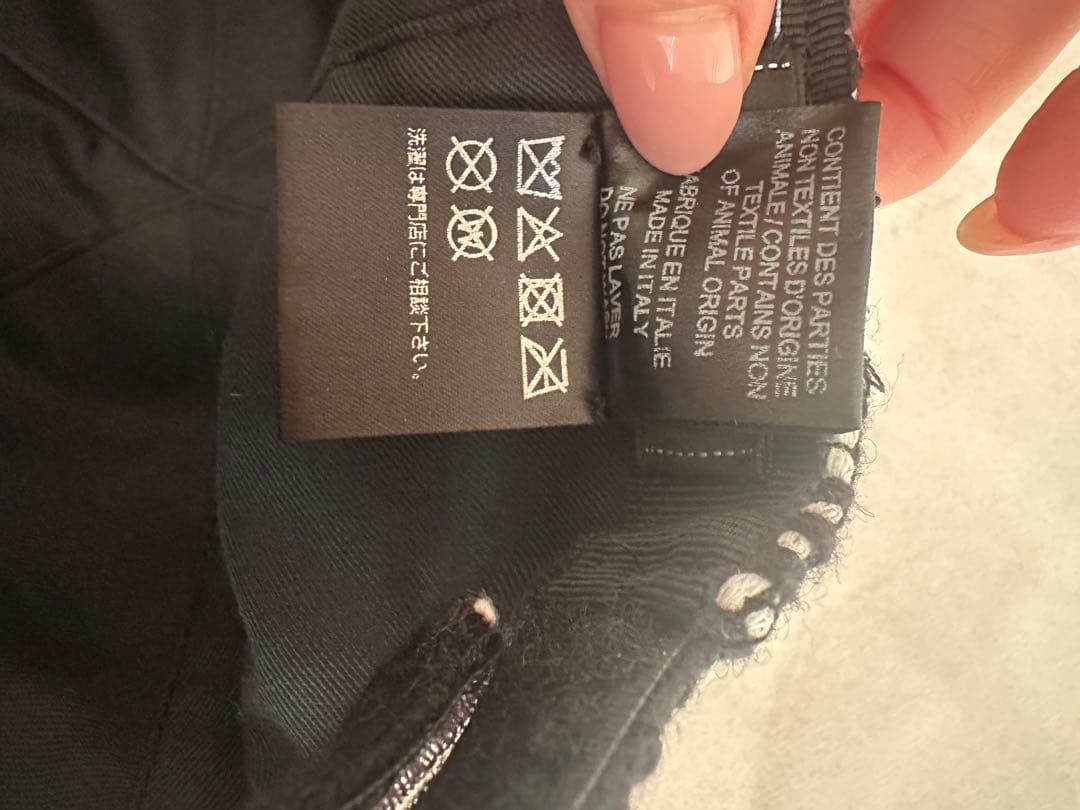 CONTIENT DES PARTIES
NON TEXTILES D'ORIGINE
ANIMALE / CONTAINS NON
TEXTILE PARTS
OF ANIMAL ORIGIN
ABRIQUE EN ITALIE
MADE IN ITALY
NE PAS LAVER
洗濯は専門店にご相談下さい。